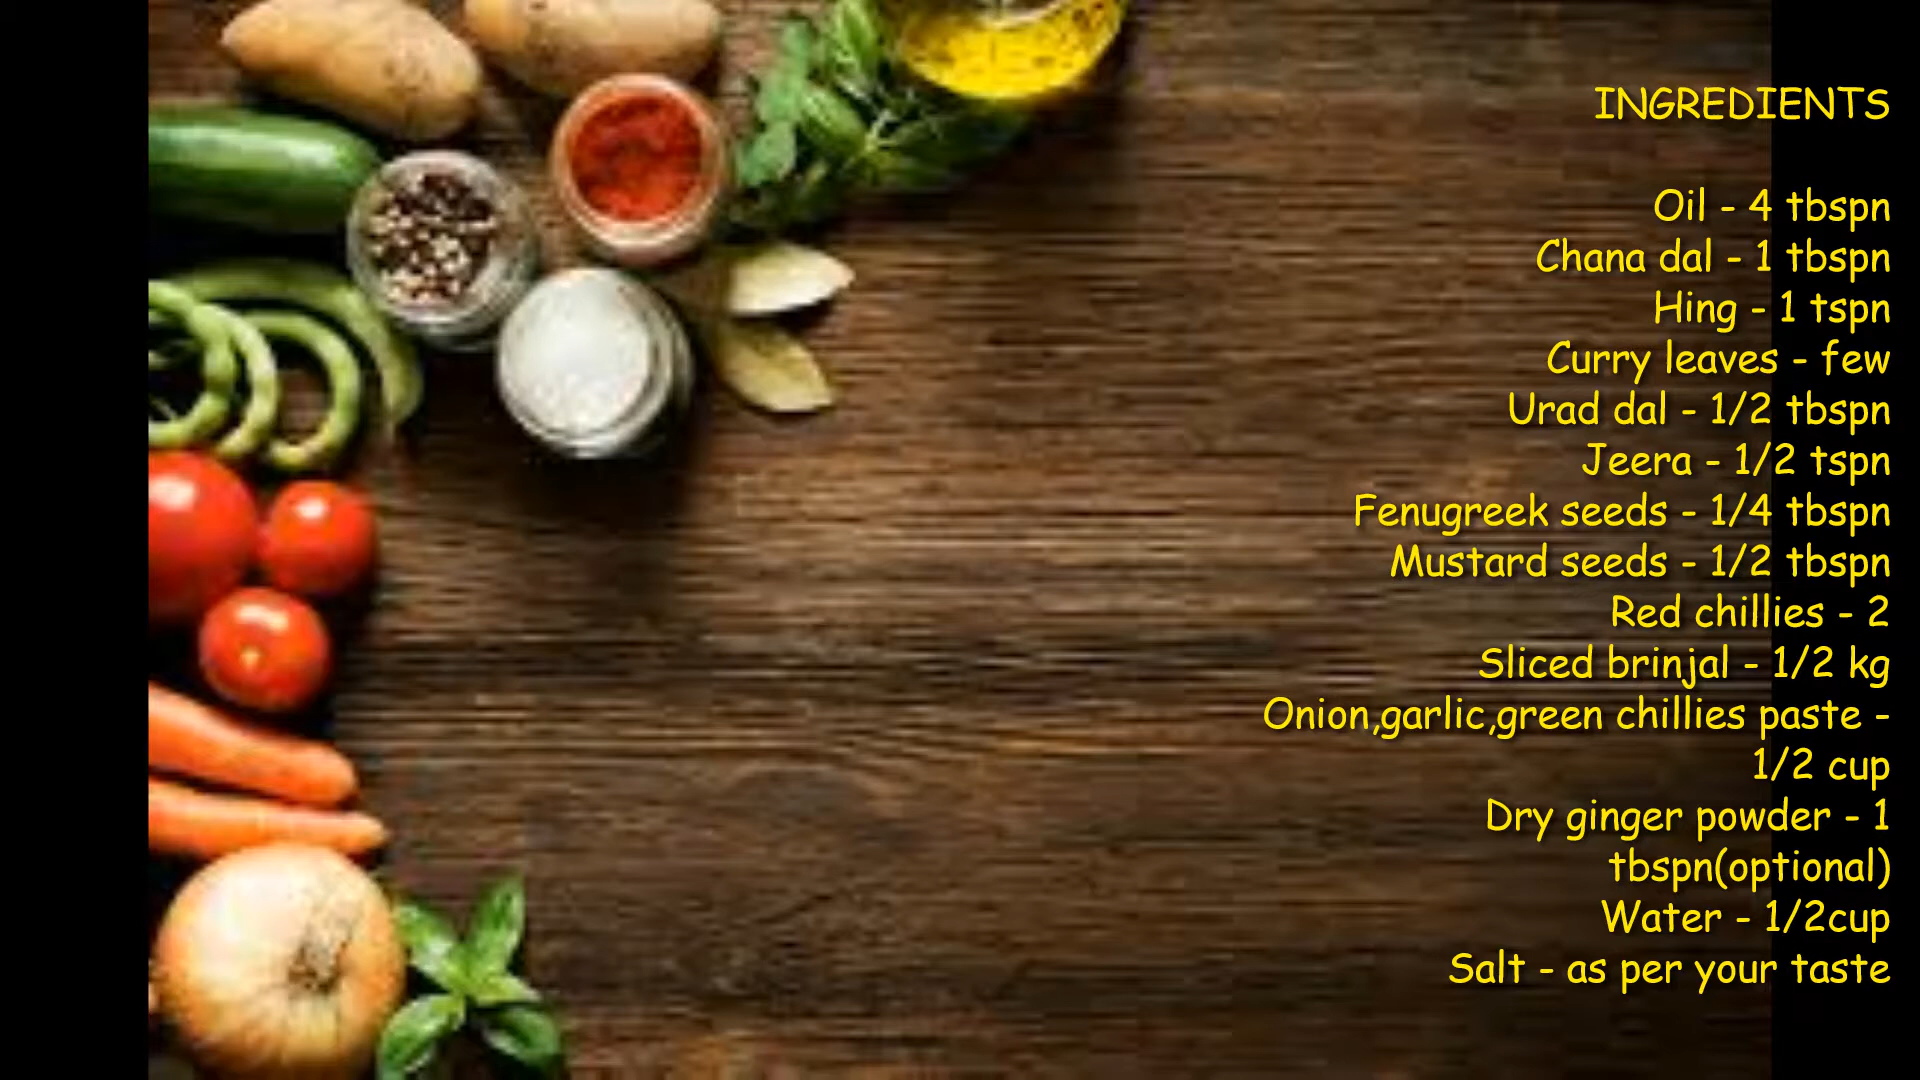 INGREDIENTS
Oil - 4 tbspn
Chana dal - 1 tbspn
Hing - 1 tspn
Curry leaves - few
Urad dal - 1/2 tbspn
Jeera - 1/2 tspn
Fenugreek seeds - 1/4 tbspn
Mustard seeds - 1/2 tbspn
Red chillies - 2
Sliced brinjal - 1/2 kg
Onion,garlic,green chillies paste -
1/2 cup
Dry ginger powder - 1
tbspn(optional)
Water - 1/2cup
Salt - as per your taste